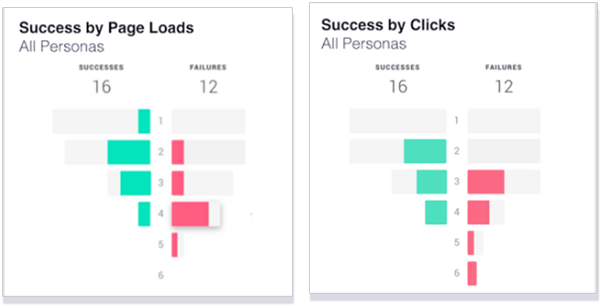 Success by Page Loads
All Personas
SUCCESSES FAILURES
16 12
1
2
3
4
5
6
Success by Clicks
All Personas
SUCCESSES FAILURES
16 12
1
2
3
4
5
6